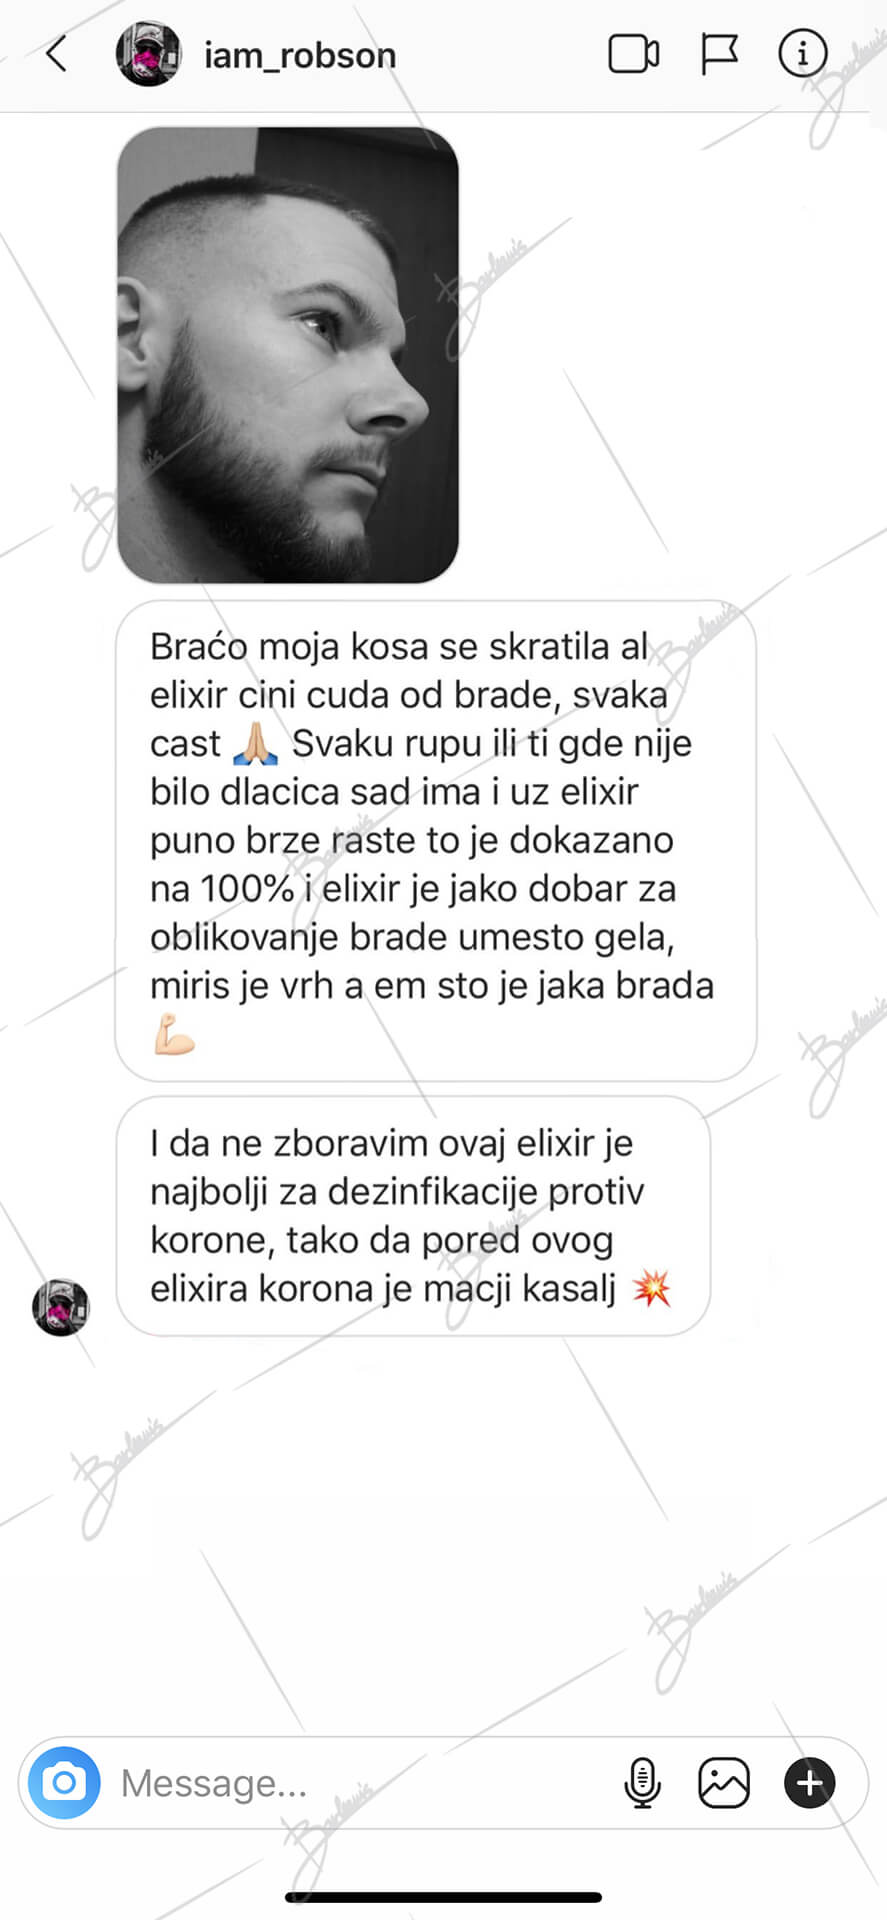 iam_robson
Braćo moja kosa se skratila al
elixir cini cuda od brade, svaka
cast 🙏🏼 Svaku rupu ili ti gde nije
bilo dlacica sad ima i uz elixir
puno brze raste to je dokazano
na 100% i elixir je jako dobar za
oblikovanje brade umesto gela,
miris je vrh a em sto je jaka brada
💪🏻
I da ne zboravim ovaj elixir je
najbolji za dezinfikacije protiv
korone, tako da pored ovog
elixira korona je macji kasalj 💥
Message...